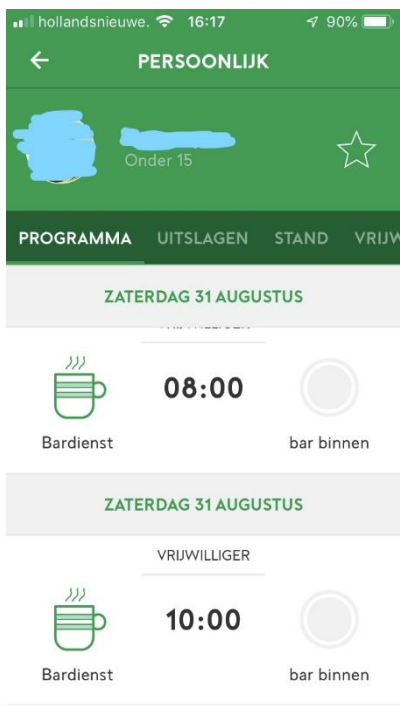 hollandsnieuwe. 16:17 90%
PERSOONLIJK
Onder 15
PROGRAMMA UITSLAGEN STAND VRIJW
ZATERDAG 31 AUGUSTUS
08:00
Bardienst bar binnen
ZATERDAG 31 AUGUSTUS
VRIJWILLIGER
10:00
Bardienst bar binnen